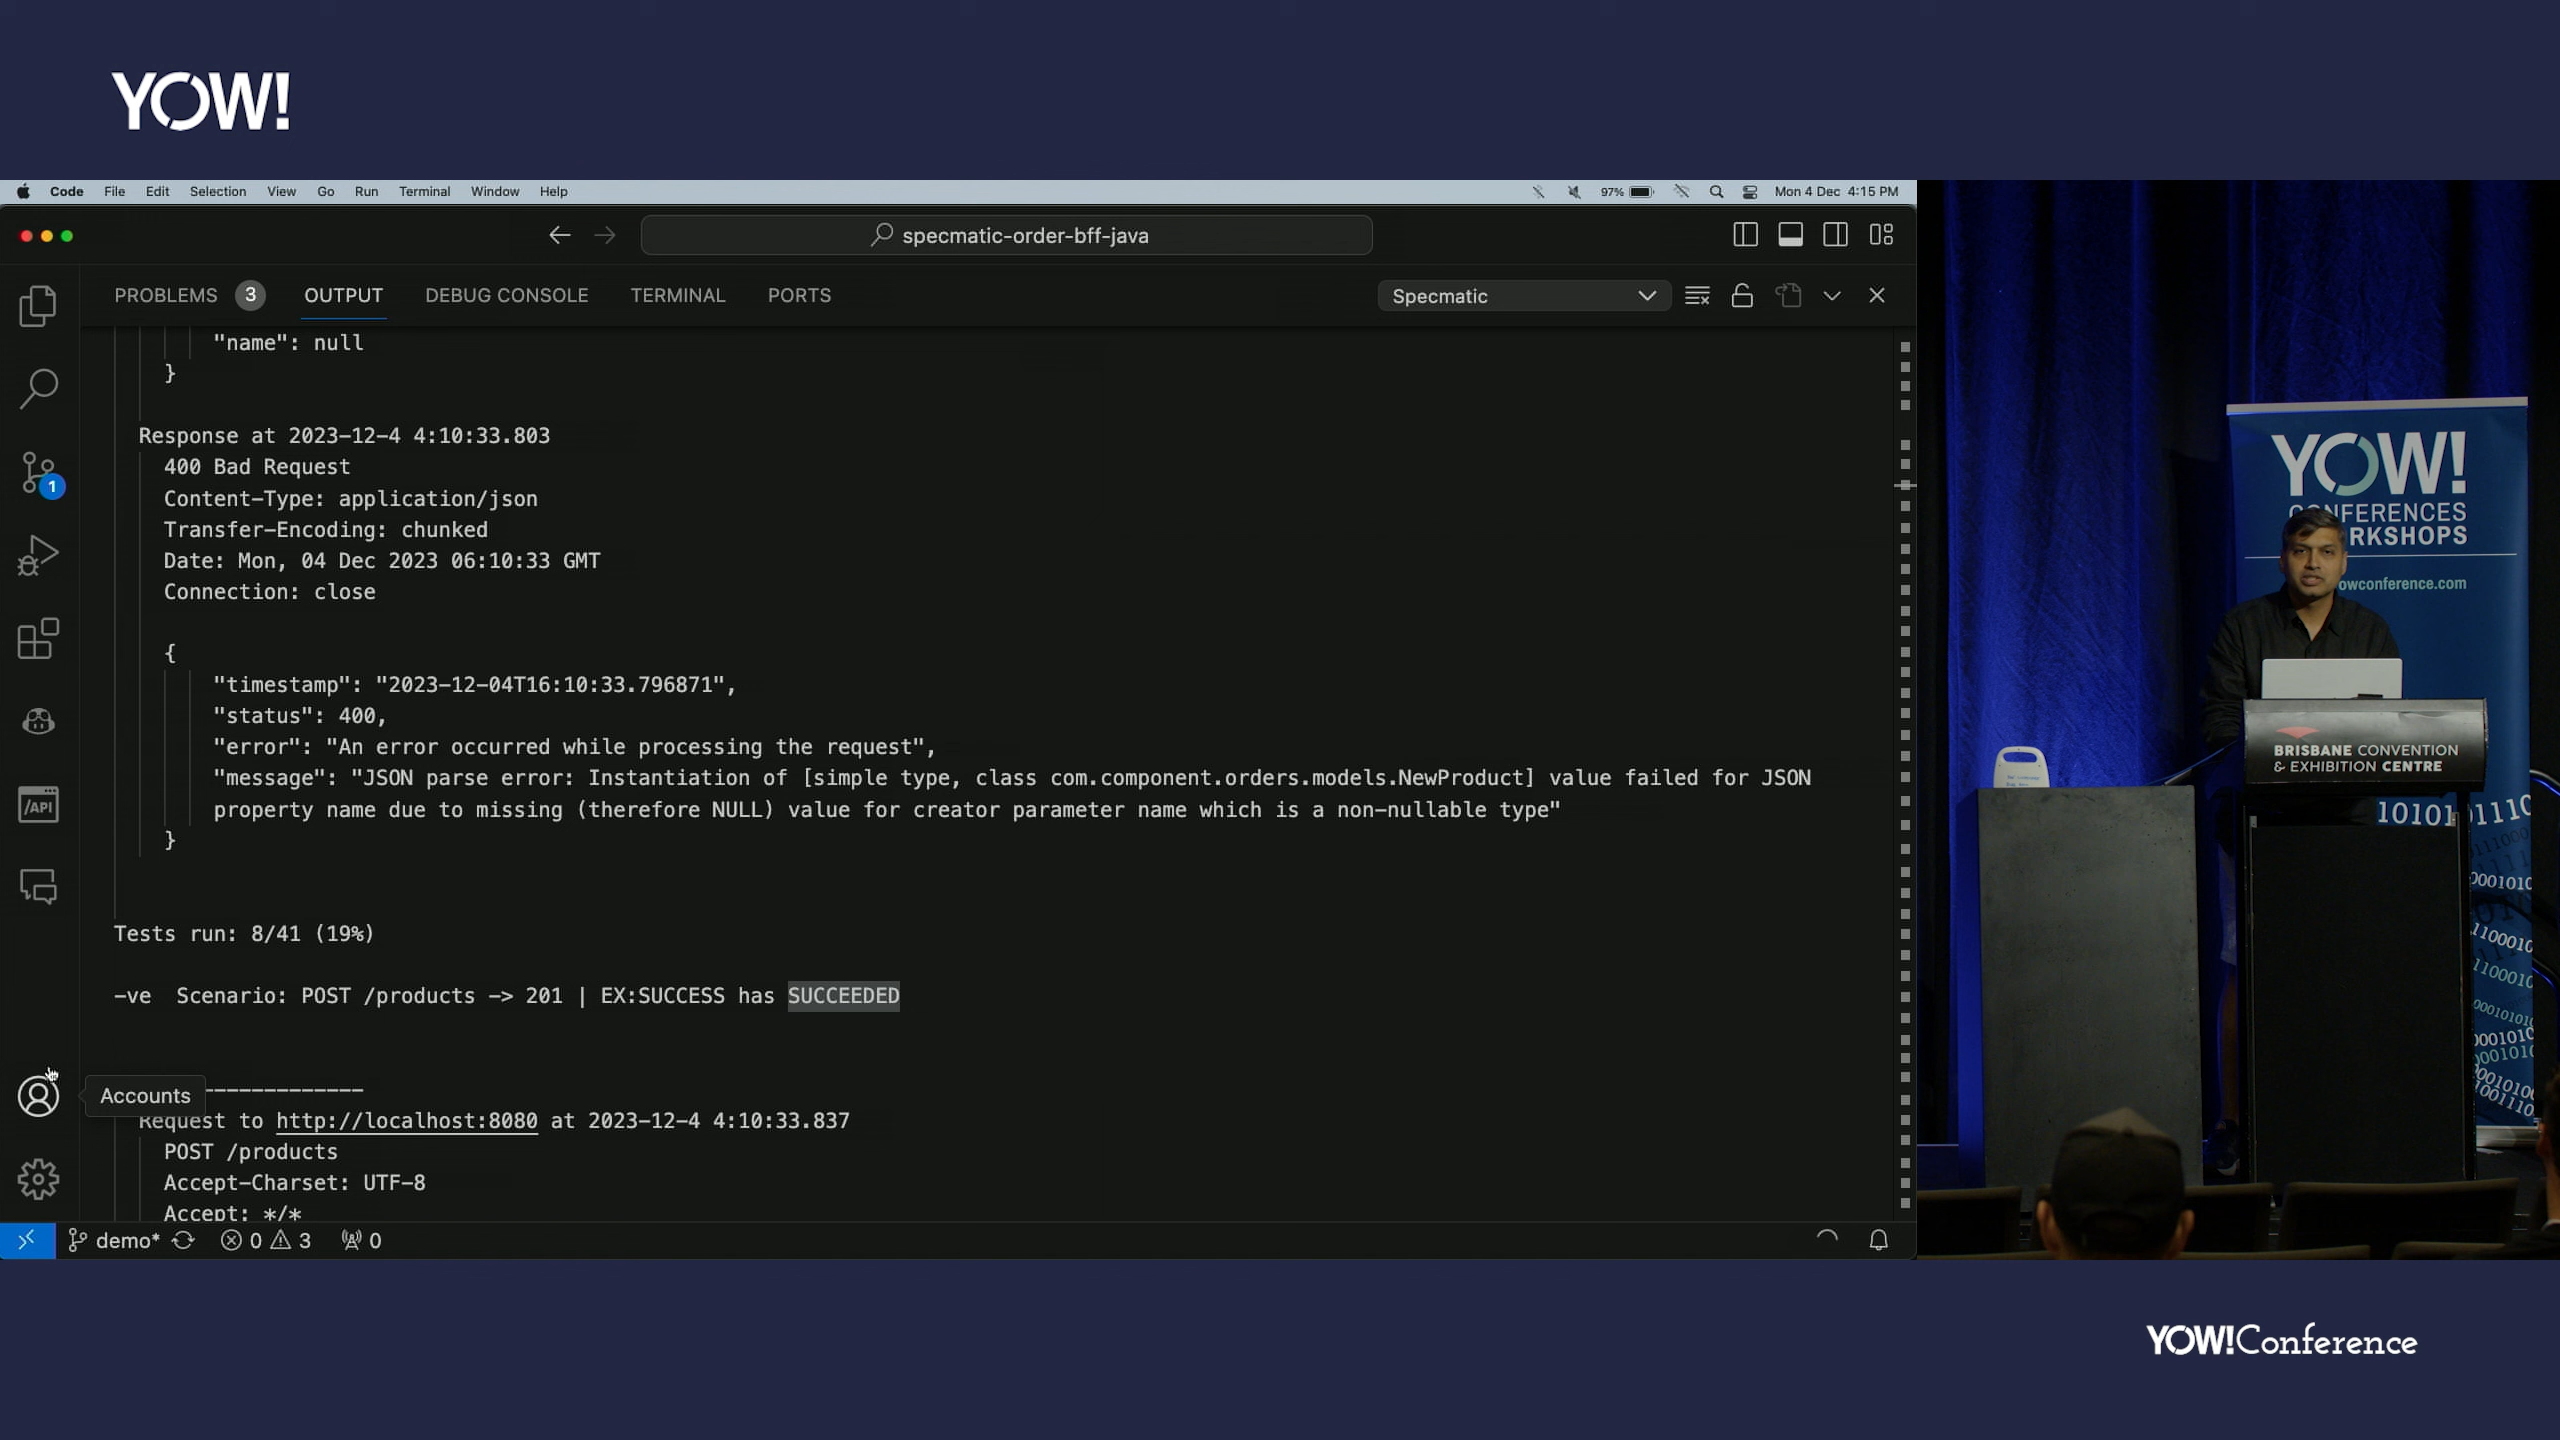 YOW!
Code File Edit Selection View Go Run Terminal Window Help
97% Mon 4 Dec 4:15 PM
specmatic-order-bff-java
PROBLEMS 3 OUTPUT DEBUG CONSOLE TERMINAL PORTS
Specmatic
"name": null
}
Response at 2023-12-4 4:10:33.803
400 Bad Request
Content-Type: application/json
Transfer-Encoding: chunked
Date: Mon, 04 Dec 2023 06:10:33 GMT
Connection: close
{
"timestamp": "2023-12-04T16:10:33.796871",
"status": 400,
"error": "An error occurred while processing the request",
"message": "JSON parse error: Instantiation of [simple type, class com.component.orders.models.NewProduct] value failed for JSON
property name due to missing (therefore NULL) value for creator parameter name which is a non-nullable type"
}
Tests run: 8/41 (19%)
-ve Scenario: POST /products -> 201 | EX:SUCCESS has SUCCEEDED
--------------
Accounts
Request to http://localhost:8080 at 2023-12-4 4:10:33.837
POST /products
Accept-Charset: UTF-8
Accept: */*
1
/API
demo* 0 3 0
YOW!
CONFERENCES
RKSHOPS
owconference.com
BRISBANE CONVENTION
& EXHIBITION CENTRE
YOW!Conference